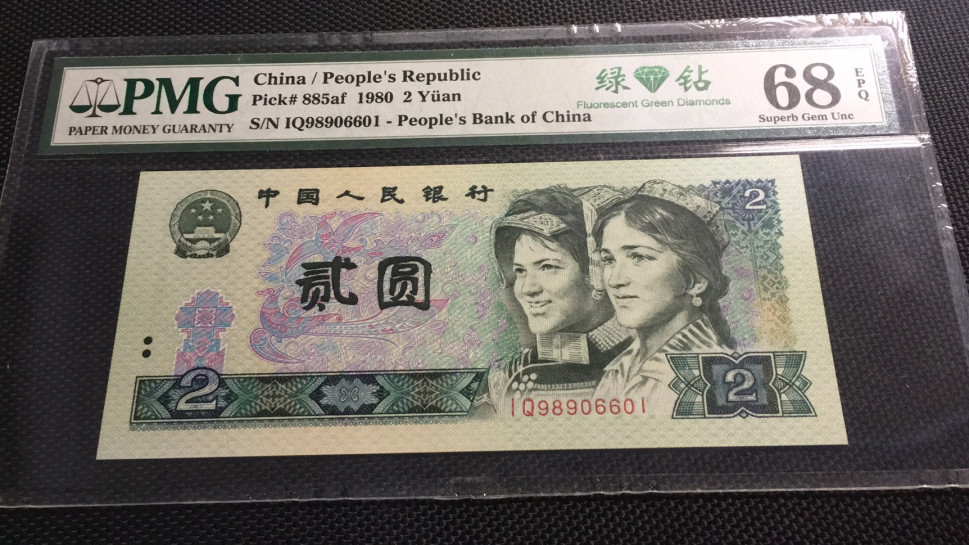 PMG
PAPER MONEY GUARANTY
China / People's Republic
Pick# 885af 1980 2 Yüan
S/N IQ98906601 - People's Bank of China
绿 钻
Fluorescent Green Diamonds
68
EPQ
Superb Gem Unc
中国人民银行
2
贰圆
2
2
IQ98906601